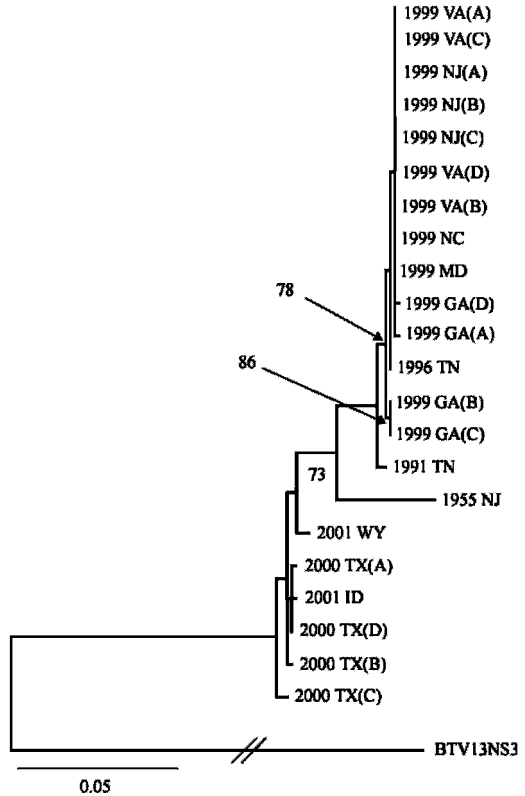 1999 VA(A)
1999 VA(C)
1999 NJ(A)
1999 NJ(B)
1999 NJ(C)
1999 VA(D)
1999 VA(B)
1999 NC
1999 MD
78
1999 GA(D)
1999 GA(A)
86
1996 TN
1999 GA(B)
1999 GA(C)
1991 TN
73
1955 NJ
2001 WY
2000 TX(A)
2001 ID
2000 TX(D)
2000 TX(B)
2000 TX(C)
BTV13NS3
0.05